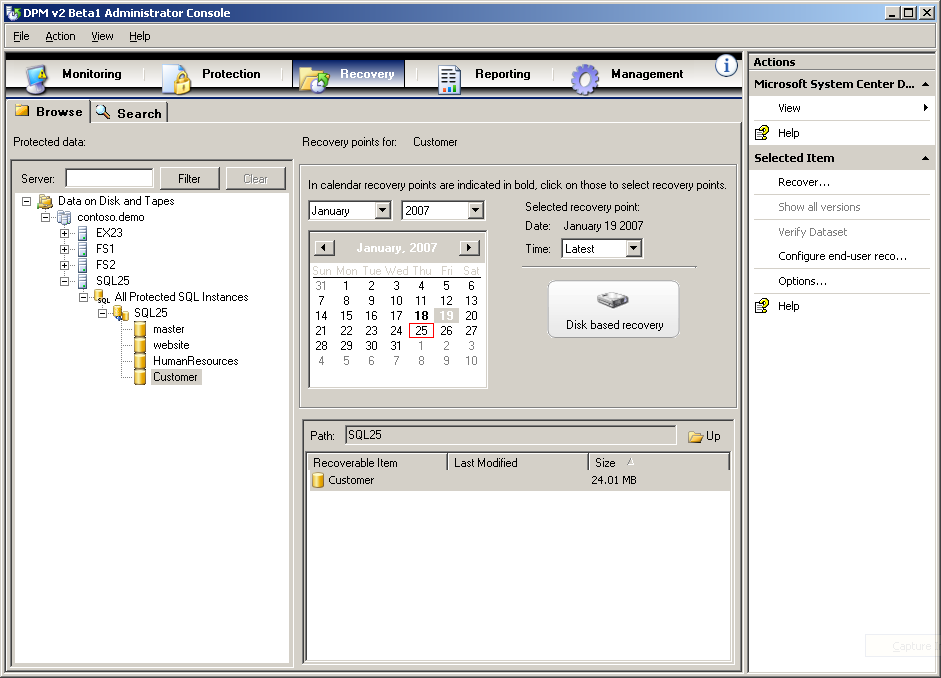 DPM v2 Beta1 Administrator Console
File Action View Help
Monitoring Protection Recovery Reporting Management
Browse Search
Protected data:
Server: Filter Clear
Data on Disk and Tapes
contoso.demo
EX23
FS1
FS2
SQL25
All Protected SQL Instances
SQL25
master
website
HumanResources
Customer
Recovery points for: Customer
In calendar recovery points are indicated in bold, click on those to select recovery points.
January 2007
January, 2007
Sun Mon Tue Wed Thu Fri Sat
31 1 2 3 4 5 6
7 8 9 10 11 12 13
14 15 16 17 18 19 20
21 22 23 24 25 26 27
28 29 30 31 1 2 3
4 5 6 7 8 9 10
Selected recovery point:
Date: January 19 2007
Time: Latest
Disk based recovery
Path: SQL25 Up
Recoverable Item Last Modified Size
Customer 24.01 MB
Actions
Microsoft System Center D...
View
Help
Selected Item
Recover...
Show all versions
Verify Dataset
Configure end-user reco...
Options...
Help
Capture